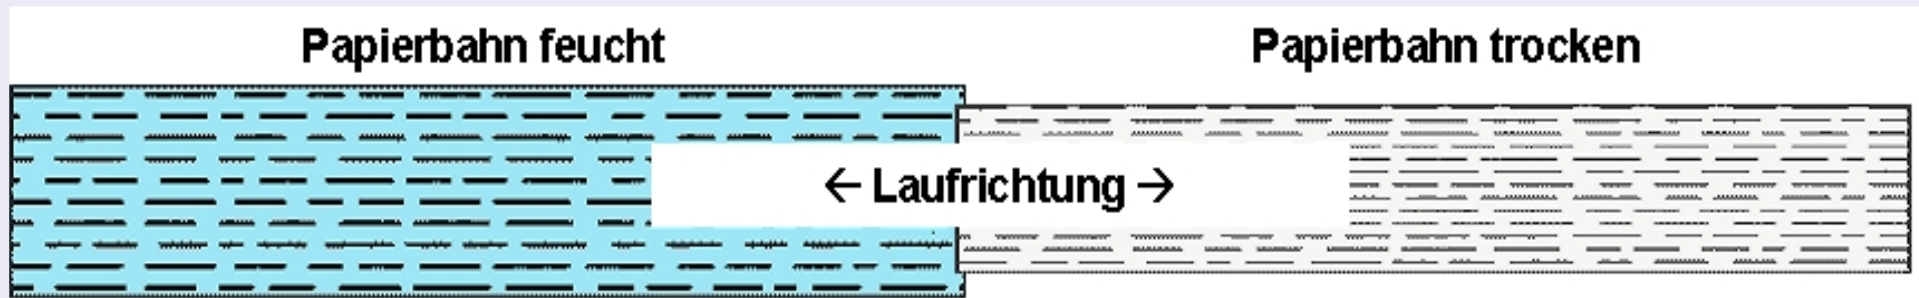 Papierbahn feucht
Papierbahn trocken
← Laufrichtung →